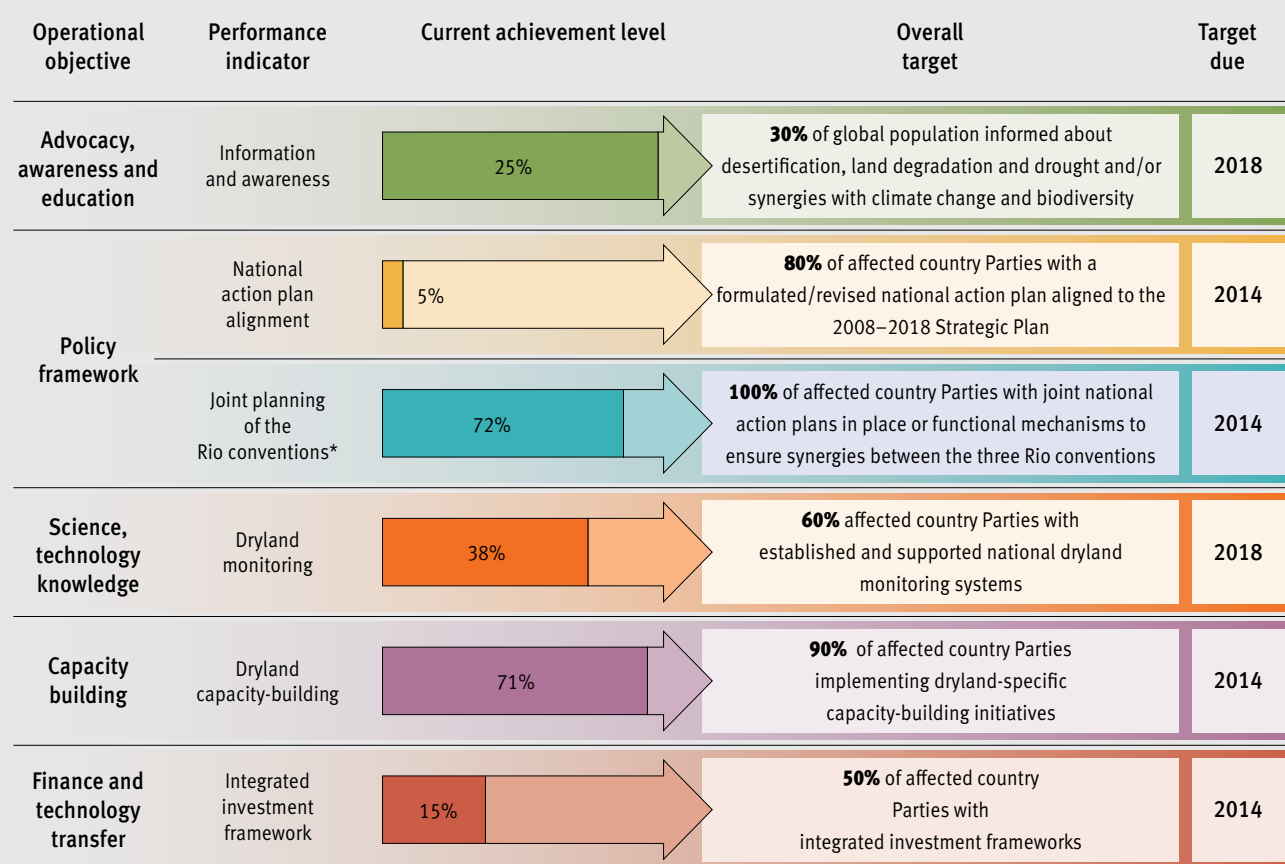 Operational
objective
Performance
indicator
Current achievement level
Overall
target
Target
due
Advocacy,
awareness and
education
Information
and awareness
25%
30% of global population informed about
desertification, land degradation and drought and/or
synergies with climate change and biodiversity
2018
Policy
framework
National
action plan
alignment
5%
80% of affected country Parties with a
formulated/revised national action plan aligned to the
2008–2018 Strategic Plan
2014
Joint planning
of the
Rio conventions*
72%
100% of affected country Parties with joint national
action plans in place or functional mechanisms to
ensure synergies between the three Rio conventions
2014
Science,
technology
knowledge
Dryland
monitoring
38%
60% affected country Parties with
established and supported national dryland
monitoring systems
2018
Capacity
building
Dryland
capacity-building
71%
90% of affected country Parties
implementing dryland-specific
capacity-building initiatives
2014
Finance and
technology
transfer
Integrated
investment
framework
15%
50% of affected country
Parties with
integrated investment frameworks
2014